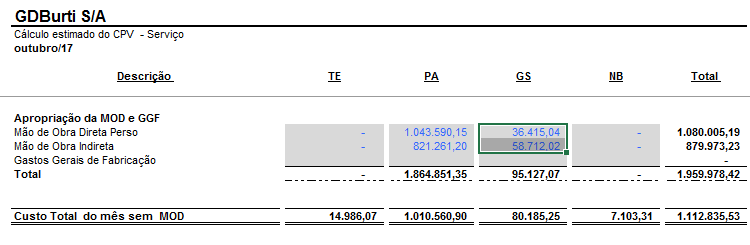 GDBurti S/A
Cálculo estimado do CPV - Serviço
outubro/17
Descrição TE PA GS NB Total
Apropriação da MOD e GGF
Mão de Obra Direta Perso - 1.043.590,15 36.415,04 - 1.080.005,19
Mão de Obra Indireta - 821.261,20 58.712,02 - 879.973,23
Gastos Gerais de Fabricação -
Total - 1.864.851,35 95.127,07 - 1.959.978,42
Custo Total do mês sem MOD 14.986,07 1.010.560,90 80.185,25 7.103,31 1.112.835,53